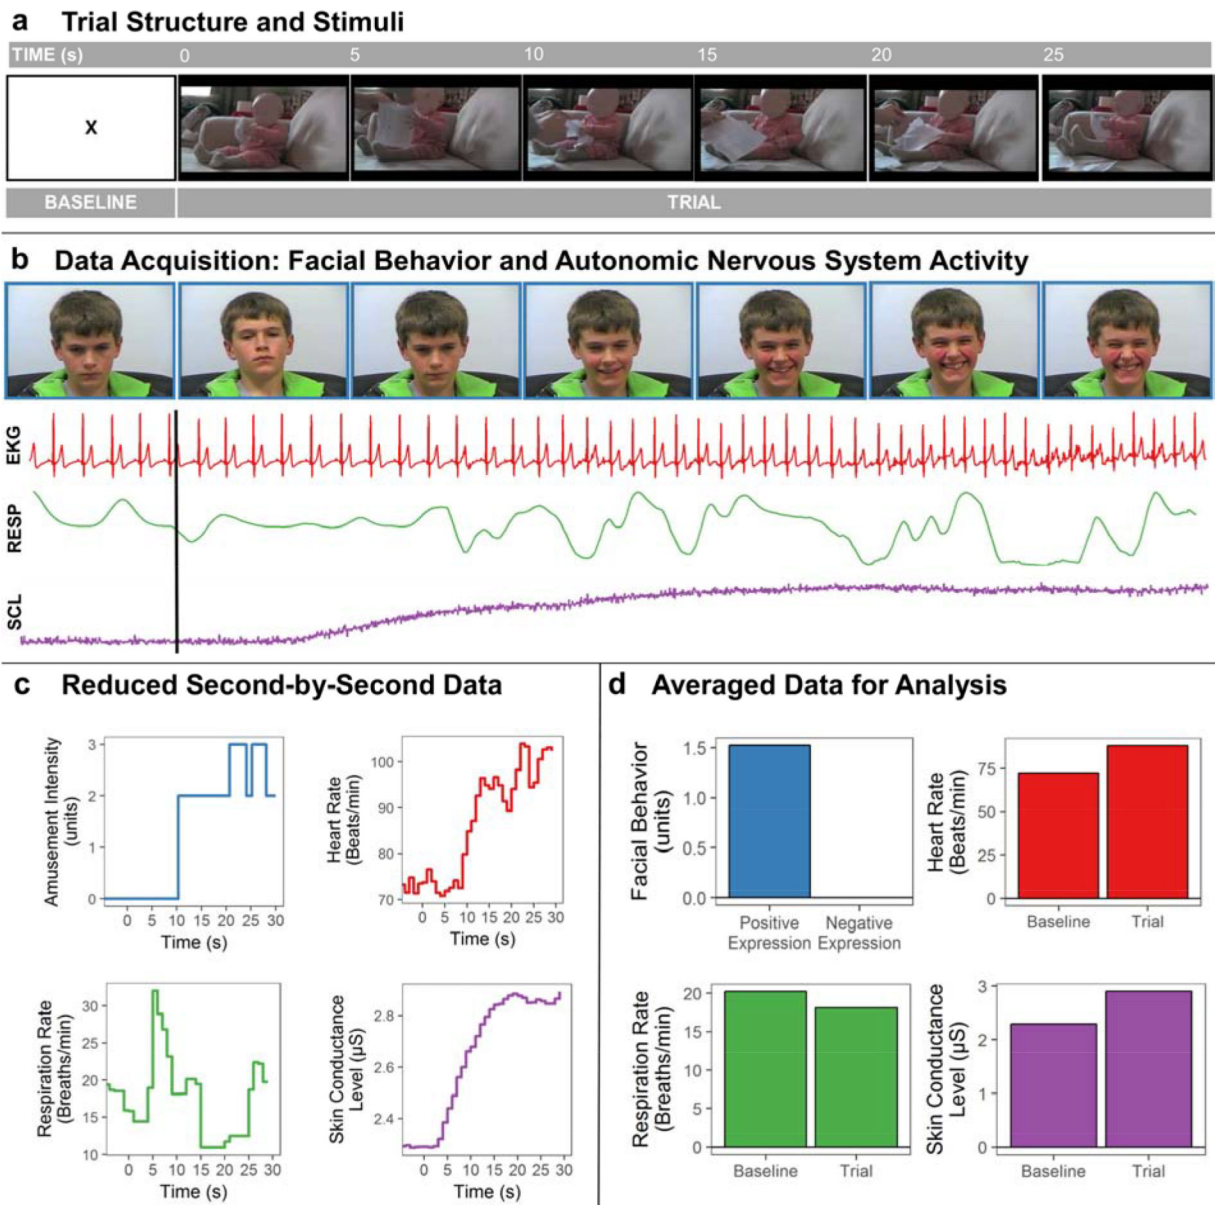 a Trial Structure and Stimuli
TIME (s) 0 5 10 15 20 25
x
BASELINE TRIAL
b Data Acquisition: Facial Behavior and Autonomic Nervous System Activity
EKG
RESP
SCL
c Reduced Second-by-Second Data
Amusement Intensity
(units)
3
2
1
0
0 5 10 15 20 25 30
Time (s)
Heart Rate
(Beats/min)
100
90
80
70
0 5 10 15 20 25 30
Time (s)
Respiration Rate
(Breaths/min)
30
25
20
15
10
0 5 10 15 20 25 30
Time (s)
Skin Conductance
Level (µS)
2.8
2.6
2.4
0 5 10 15 20 25 30
Time (s)
d Averaged Data for Analysis
Facial Behavior
(units)
1.5
1.0
0.5
0.0
Positive Negative
Expression Expression
Heart Rate
(Beats/min)
75
50
25
0
Baseline Trial
Respiration Rate
(Breaths/min)
20
15
10
5
0
Baseline Trial
Skin Conductance
Level (µS)
3
2
1
0
Baseline Trial